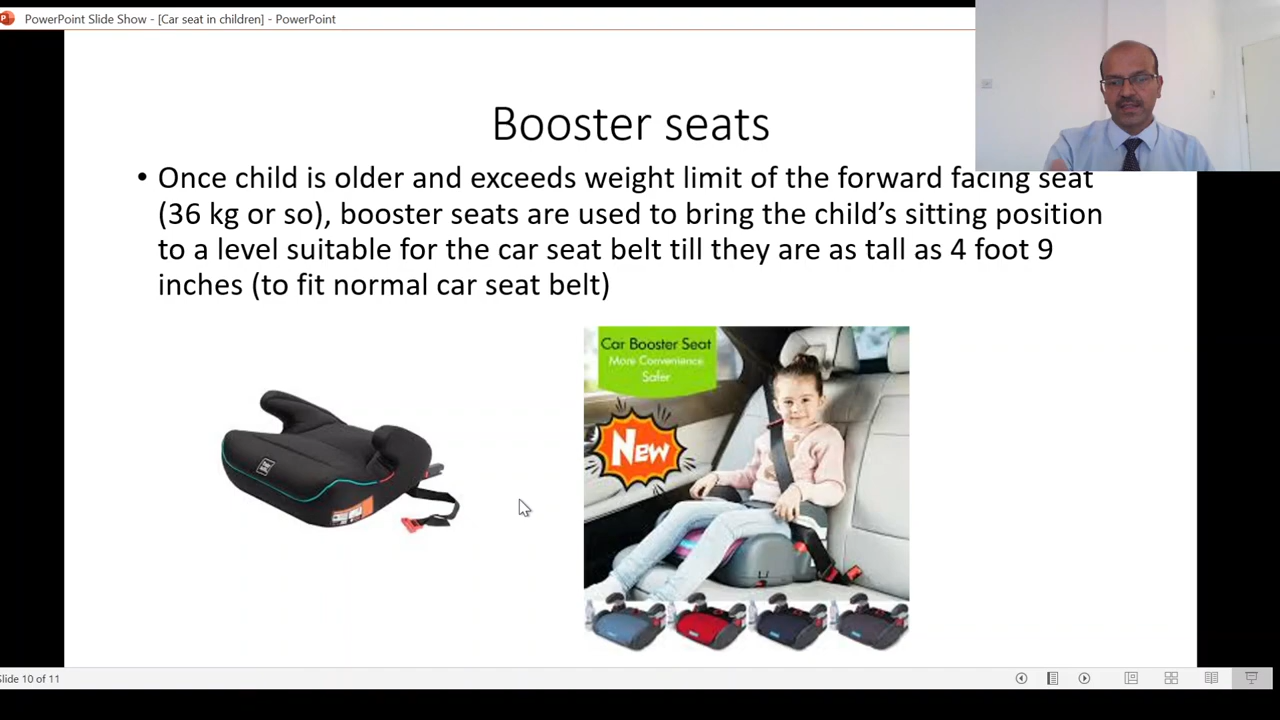 PowerPoint Slide Show - [Car seat in children] - PowerPoint
Booster seats
• Once child is older and exceeds weight limit of the forward facing seat
(36 kg or so), booster seats are used to bring the child's sitting position
to a level suitable for the car seat belt till they are as tall as 4 foot 9
inches (to fit normal car seat belt)
Car Booster Seat
More Convenience
Safer
New
Slide 10 of 11